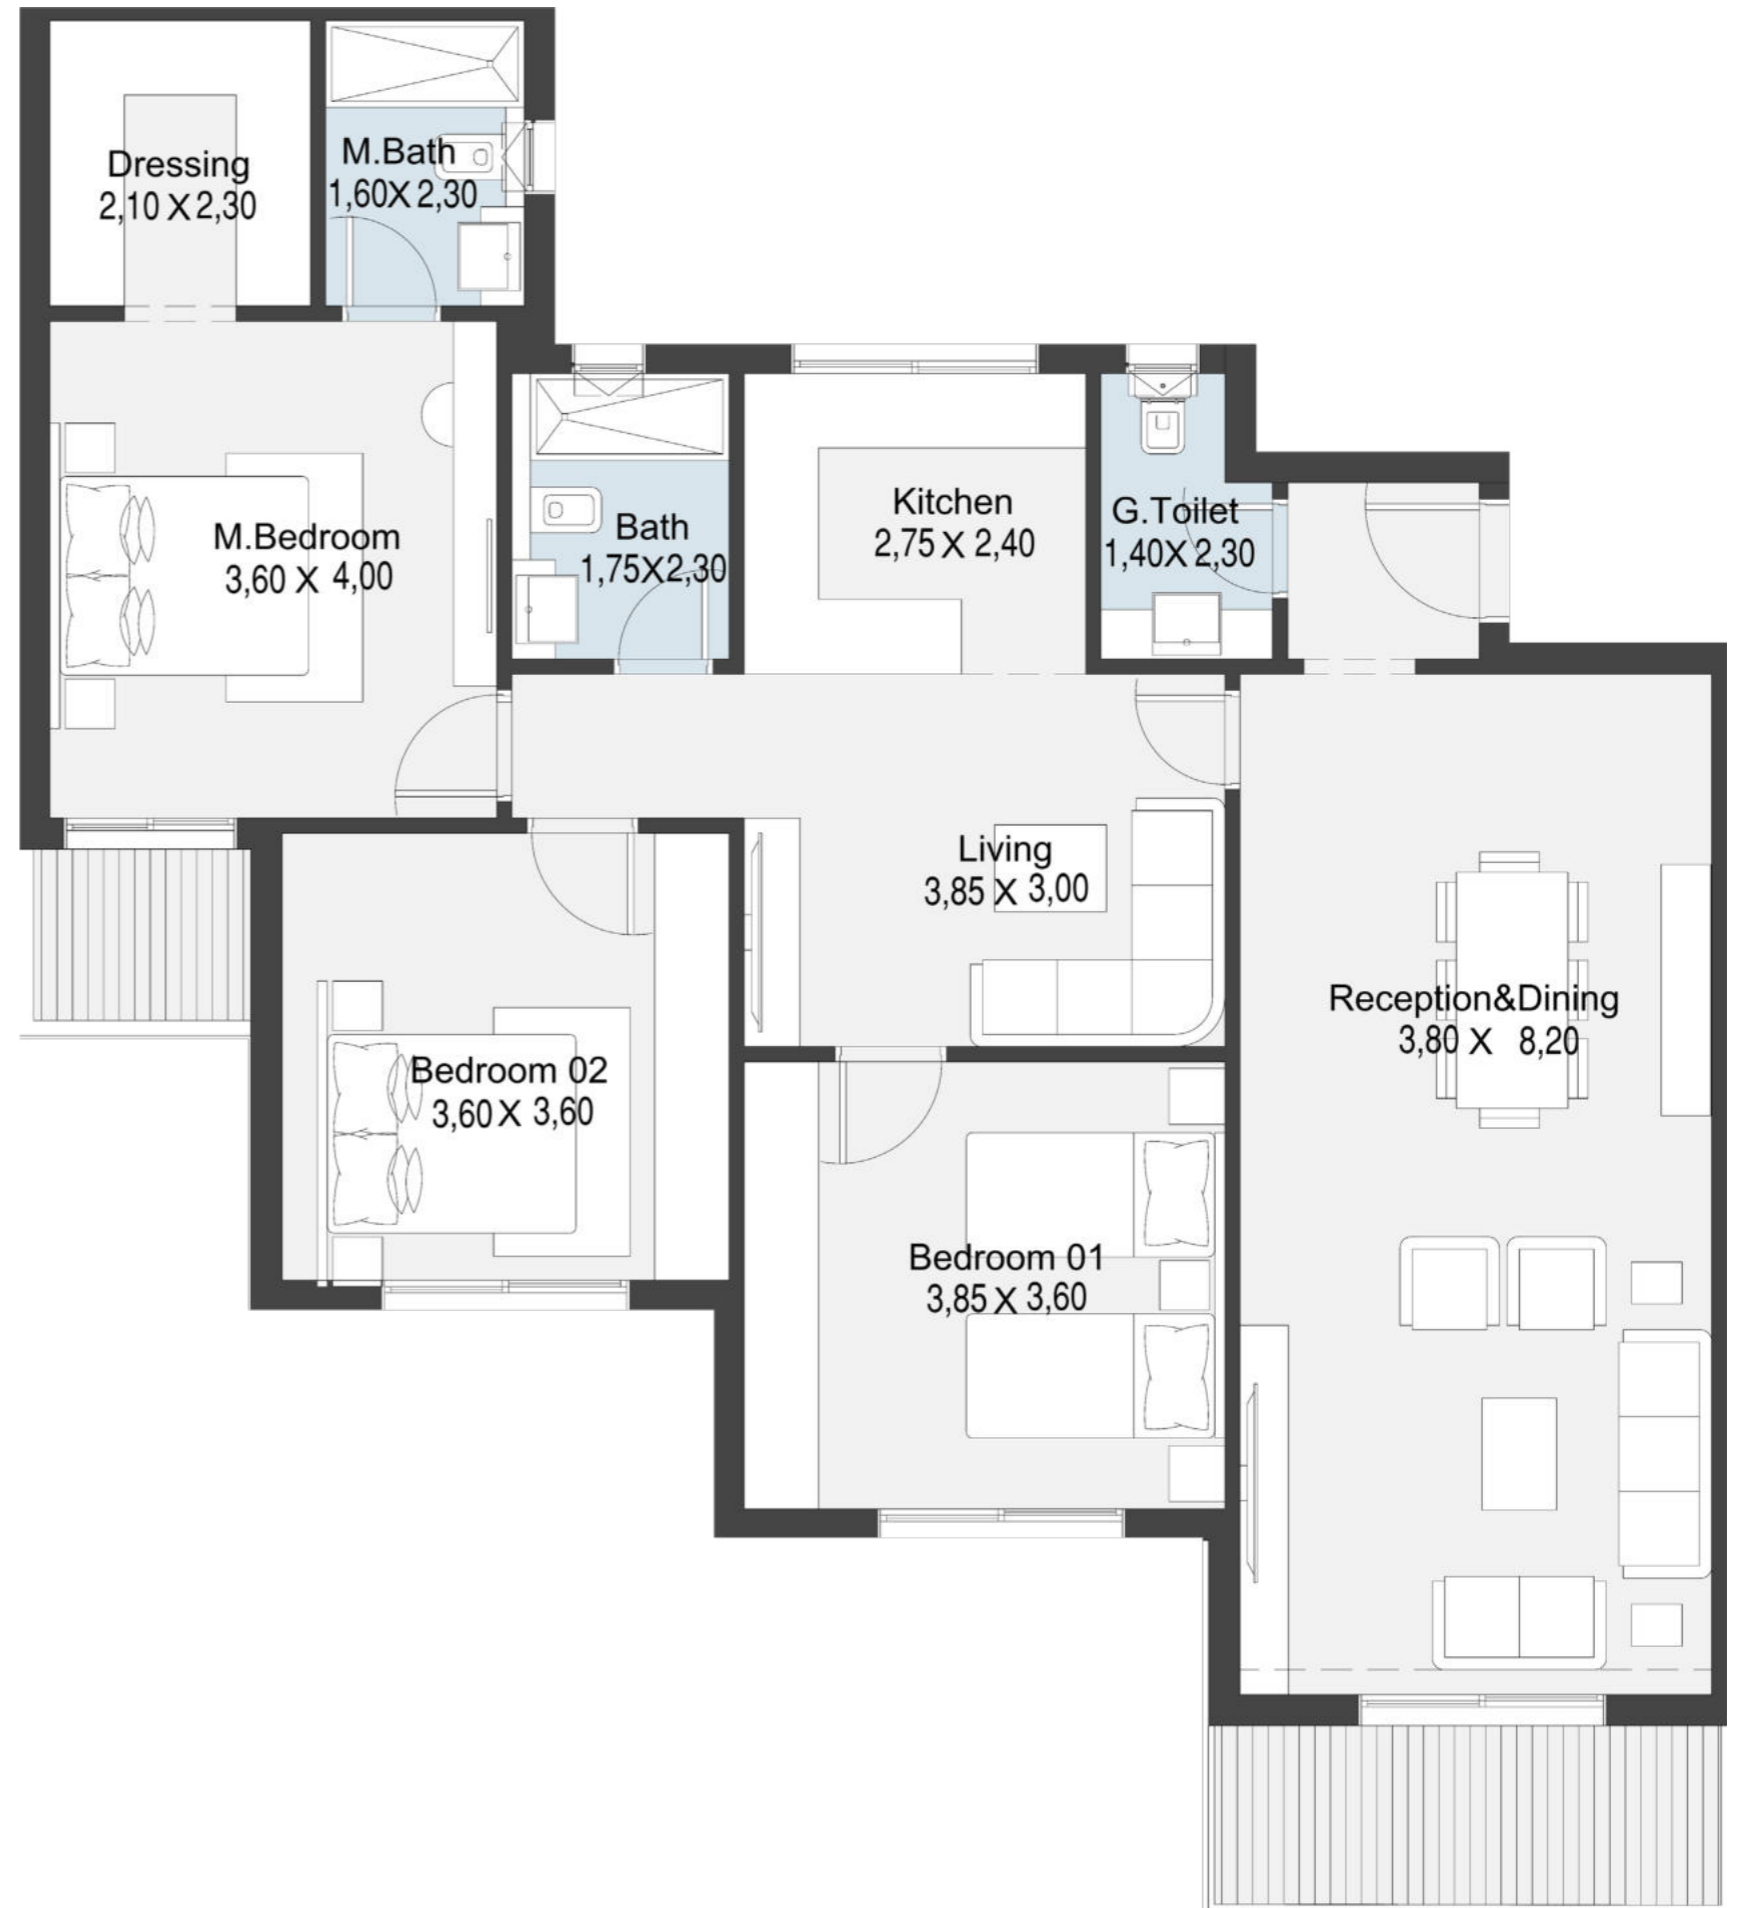 Dressing
2,10 X 2,30
M.Bath
1,60X 2,30
M.Bedroom
3,60 X 4,00
Bath
1,75X2,30
Kitchen
2,75 X 2,40
G.Toilet
1,40X 2,30
Living
3,85 X 3,00
Reception&Dining
3,80 X 8,20
Bedroom 02
3,60 X 3,60
Bedroom 01
3,85 X 3,60